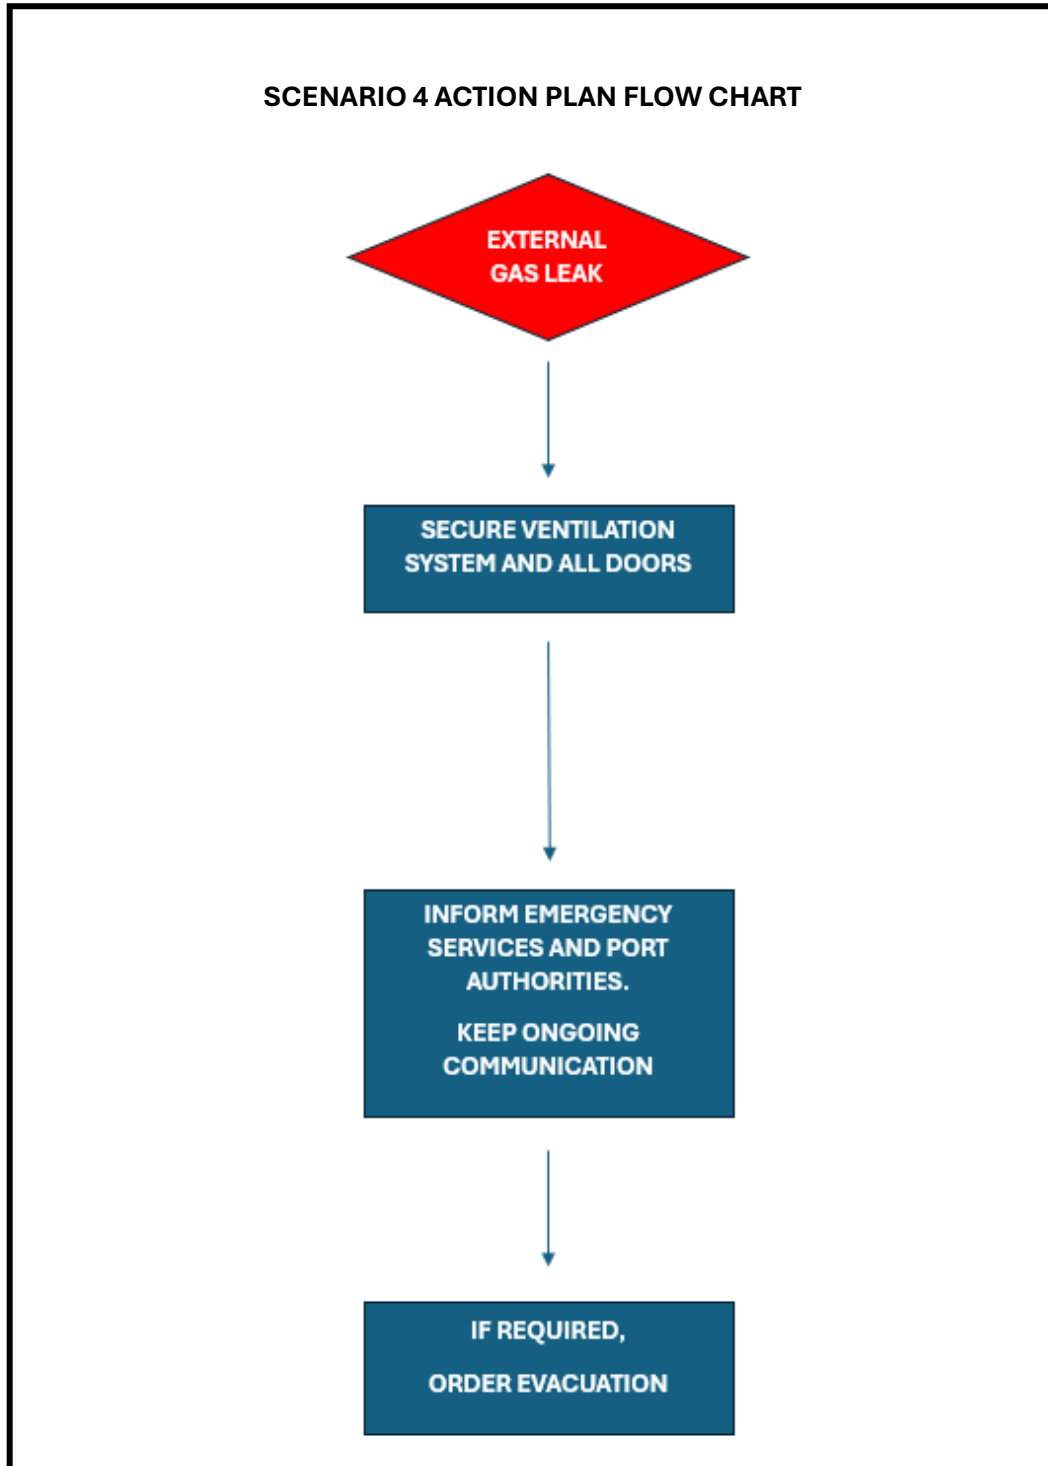 SCENARIO 4 ACTION PLAN FLOW CHART
EXTERNAL
GAS LEAK
SECURE VENTILATION
SYSTEM AND ALL DOORS
INFORM EMERGENCY
SERVICES AND PORT
AUTHORITIES.
KEEP ONGOING
COMMUNICATION
IF REQUIRED,
ORDER EVACUATION